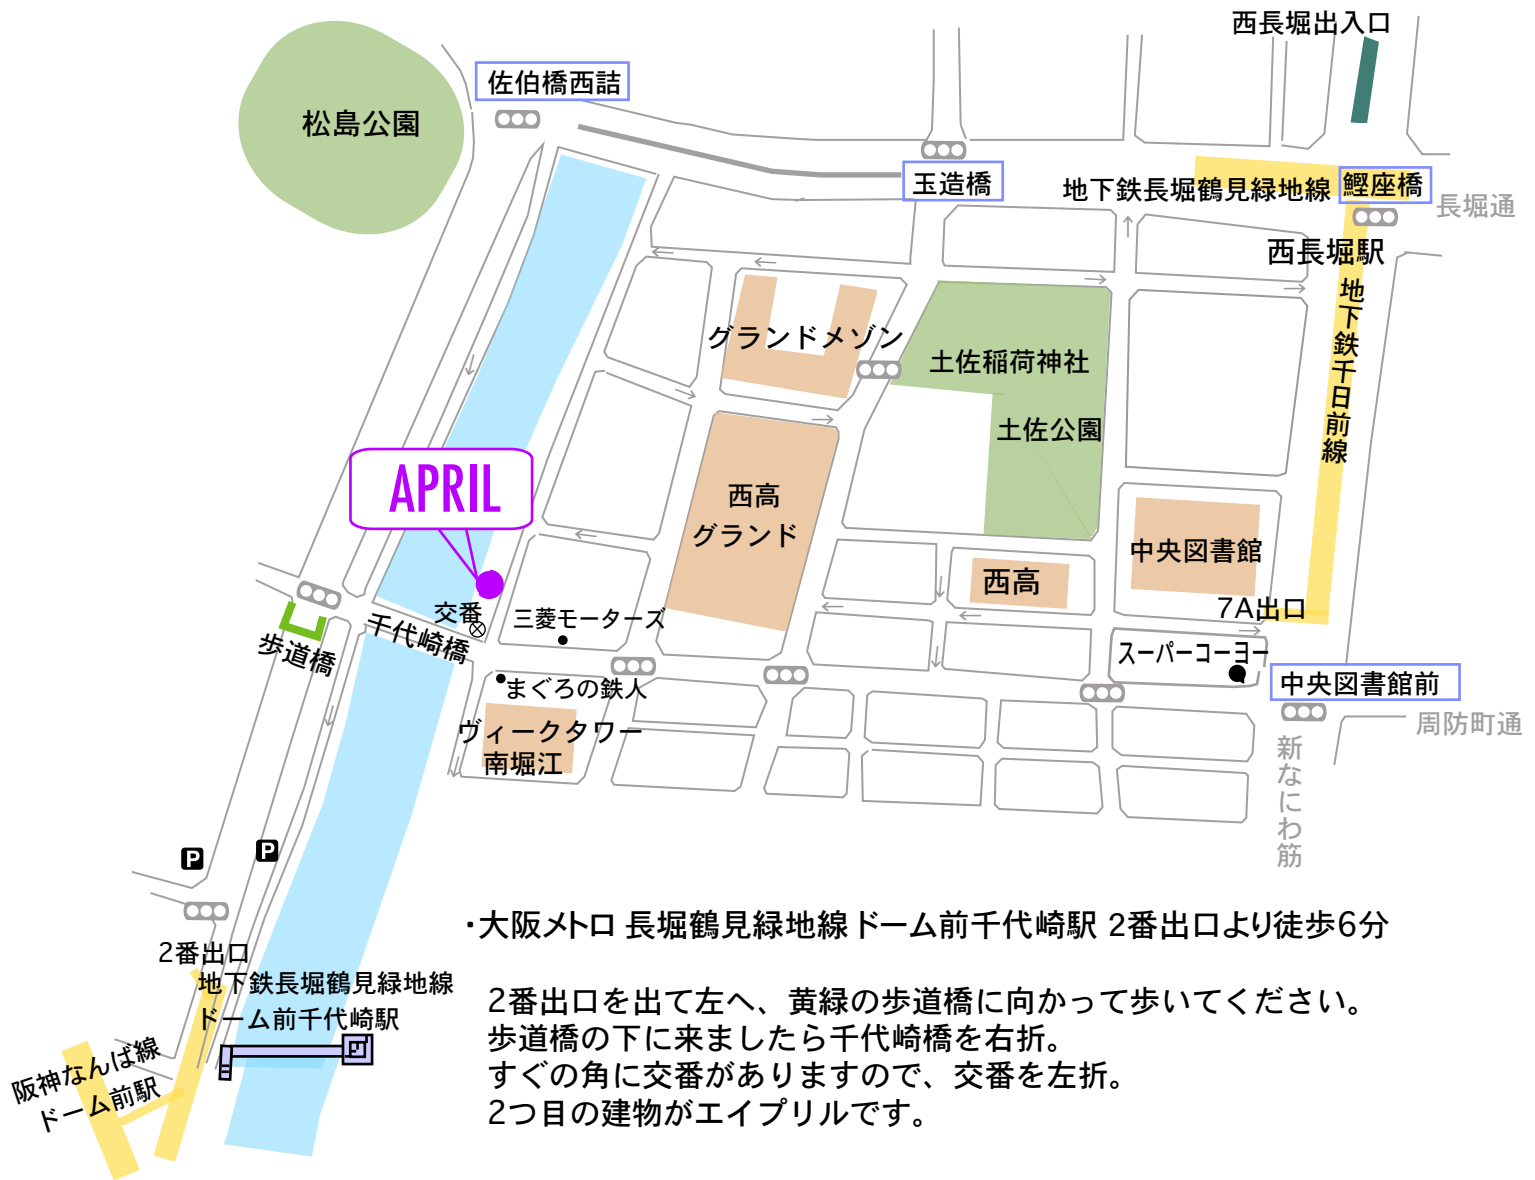 西長堀出入口
佐伯橋西詰
松島公園
玉造橋
地下鉄長堀鶴見緑地線
鰹座橋
長堀通
西長堀駅
地下鉄千日前線
グランドメゾン
土佐稲荷神社
土佐公園
APRIL
西高
グランド
中央図書館
西高
7A出口
交番
三菱モーターズ
千代崎橋
歩道橋
スーパーコーヨー
中央図書館前
まぐろの鉄人
周防町通
ヴィークタワー
南堀江
新なにわ筋
P
P
・大阪メトロ 長堀鶴見緑地線 ドーム前千代崎駅 2番出口より徒歩6分
2番出口
地下鉄長堀鶴見緑地線
ドーム前千代崎駅
2番出口を出て左へ、黄緑の歩道橋に向かって歩いてください。
歩道橋の下に来ましたら千代崎橋を右折。
すぐの角に交番がありますので、交番を左折。
2つ目の建物がエイプリルです。
阪神なんば線
ドーム前駅